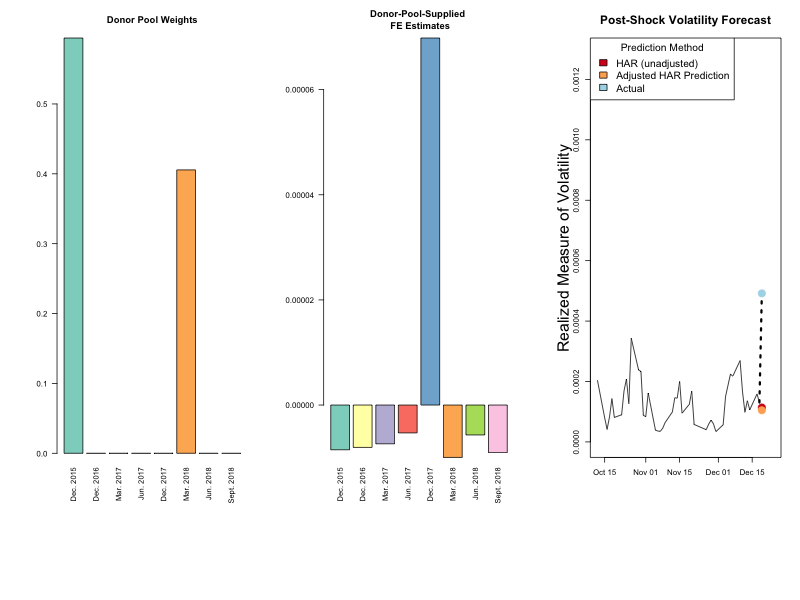 Donor Pool Weights
0.5
0.4
0.3
0.2
0.1
0.0
Dec. 2015
Dec. 2016
Mar. 2017
Jun. 2017
Dec. 2017
Mar. 2018
Jun. 2018
Sept. 2018
Donor-Pool-Supplied
FE Estimates
0.00006
0.00004
0.00002
0.00000
Dec. 2015
Dec. 2016
Mar. 2017
Jun. 2017
Dec. 2017
Mar. 2018
Jun. 2018
Sept. 2018
Post-Shock Volatility Forecast
Prediction Method
HAR (unadjusted)
Adjusted HAR Prediction
Actual
Realized Measure of Volatility
0.0012
0.0010
0.0008
0.0006
0.0004
0.0002
0.0000
Oct 15
Nov 01
Nov 15
Dec 01
Dec 15